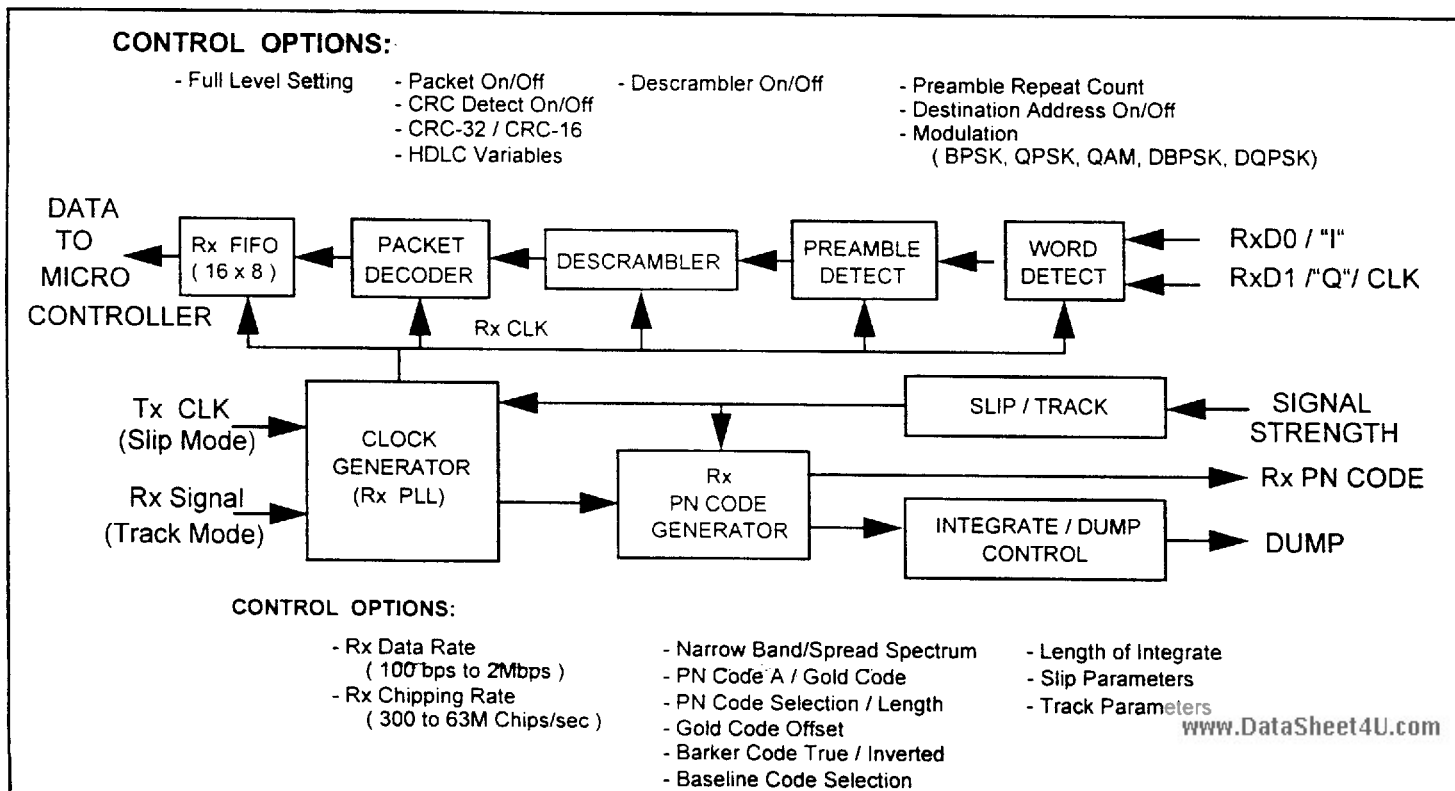 CONTROL OPTIONS:
- Full Level Setting
- Packet On/Off
- CRC Detect On/Off
- CRC-32 / CRC-16
- HDLC Variables
- Descrambler On/Off
- Preamble Repeat Count
- Destination Address On/Off
- Modulation
( BPSK, QPSK, QAM, DBPSK, DQPSK)
DATA
TO
MICRO
CONTROLLER
Rx FIFO
( 16 x 8 )
PACKET
DECODER
DESCRAMBLER
PREAMBLE
DETECT
WORD
DETECT
RxD0 / "I"
RxD1 /"Q"/ CLK
Rx CLK
Tx CLK
(Slip Mode)
Rx Signal
(Track Mode)
CLOCK
GENERATOR
(Rx PLL)
SLIP / TRACK
SIGNAL
STRENGTH
Rx
PN CODE
GENERATOR
Rx PN CODE
INTEGRATE / DUMP
CONTROL
DUMP
CONTROL OPTIONS:
- Rx Data Rate
( 100 bps to 2Mbps )
- Rx Chipping Rate
( 300 to 63M Chips/sec )
- Narrow Band/Spread Spectrum
- PN Code A / Gold Code
- PN Code Selection / Length
- Gold Code Offset
- Barker Code True / Inverted
- Baseline Code Selection
- Length of Integrate
- Slip Parameters
- Track Parameters
www.DataSheet4U.com